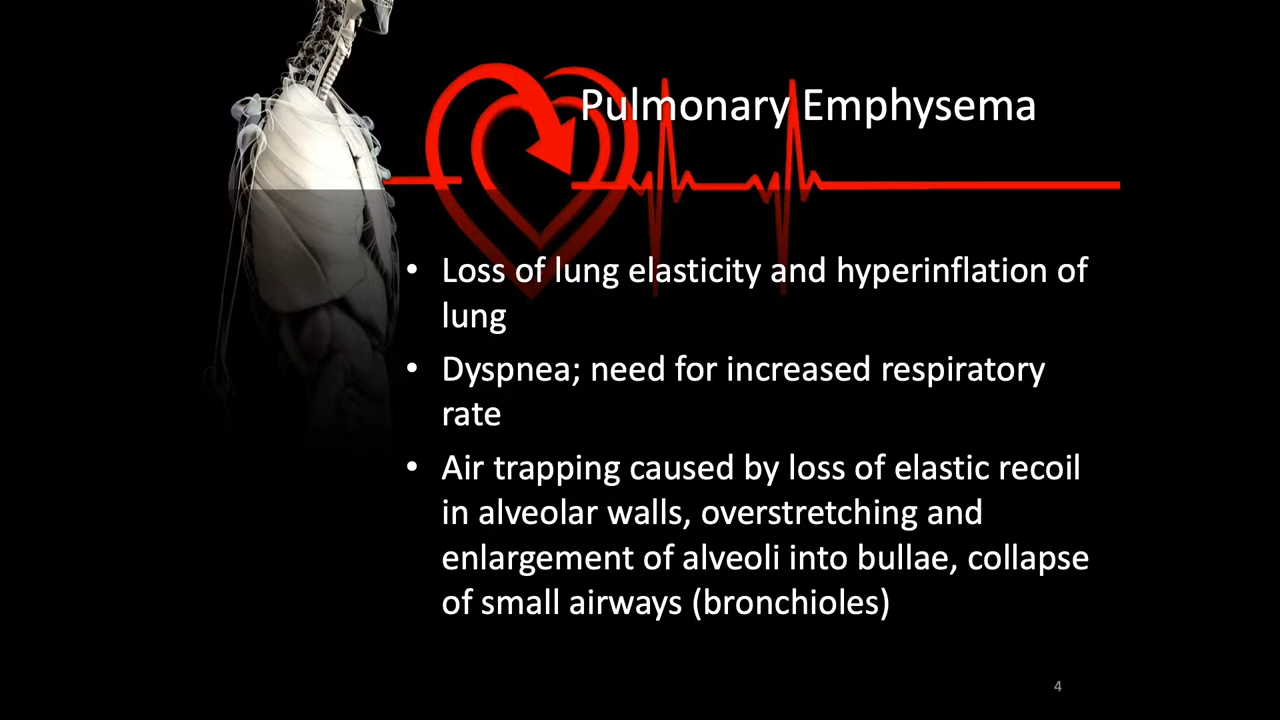 Pulmonary Emphysema
• Loss of lung elasticity and hyperinflation of
lung
• Dyspnea; need for increased respiratory
rate
• Air trapping caused by loss of elastic recoil
in alveolar walls, overstretching and
enlargement of alveoli into bullae, collapse
of small airways (bronchioles)
4